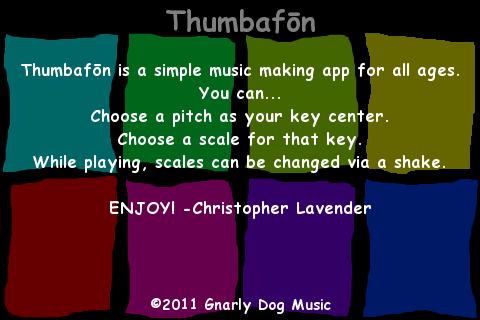 Thumbafōn
Thumbafōn is a simple music making app for all ages.
You can...
Choose a pitch as your key center.
Choose a scale for that key.
While playing, scales can be changed via a shake.
ENJOY! -Christopher Lavender
©2011 Gnarly Dog Music